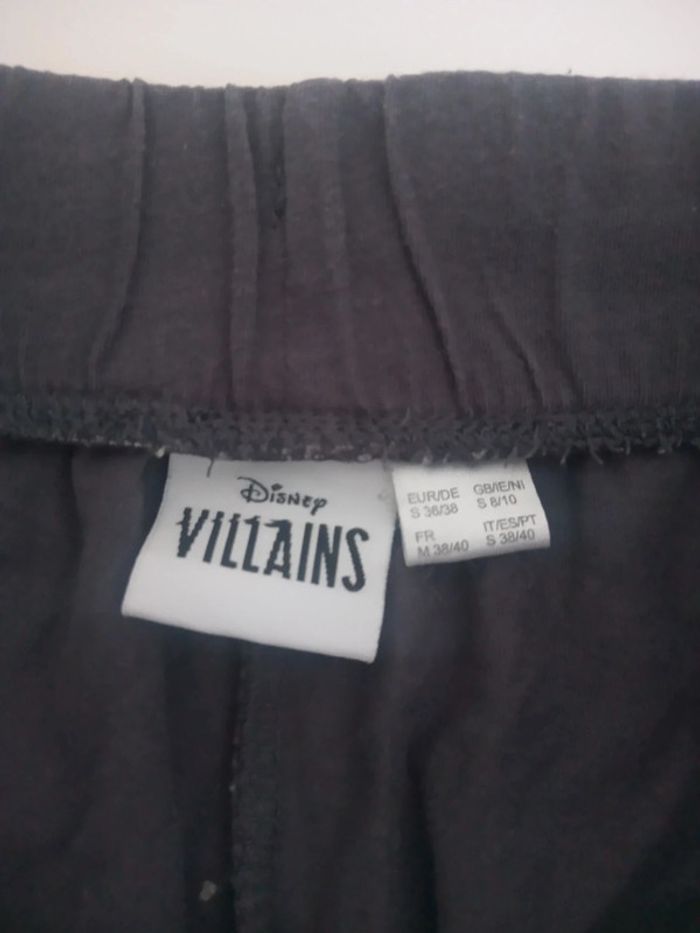 Disney
VILLAINS
EUR/DE GB/IE/NI
S 36/38 S 8/10
FR IT/ES/PT
M 38/40 S 38/40